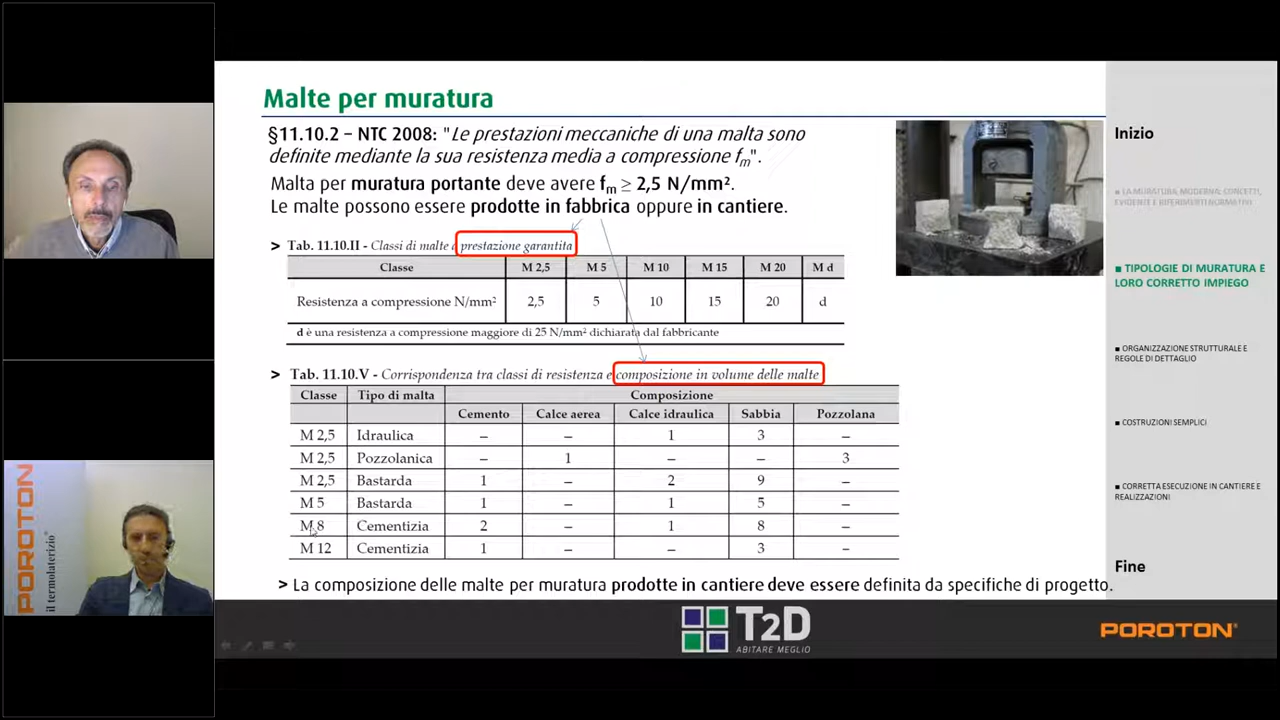 Malte per muratura
§11.10.2 – NTC 2008: "Le prestazioni meccaniche di una malta sono
definite mediante la sua resistenza media a compressione fm".
Malta per muratura portante deve avere fm ≥ 2,5 N/mm².
Le malte possono essere prodotte in fabbrica oppure in cantiere.
> Tab. 11.10.II - Classi di malte a prestazione garantita
Classe M 2,5 M 5 M 10 M 15 M 20 M d
Resistenza a compressione N/mm² 2,5 5 10 15 20 d
d è una resistenza a compressione maggiore di 25 N/mm² dichiarata dal fabbricante
> Tab. 11.10.V - Corrispondenza tra classi di resistenza e composizione in volume delle malte
Classe Tipo di malta Composizione
Cemento Calce aerea Calce idraulica Sabbia Pozzolana
M 2,5 Idraulica – – 1 3 –
M 2,5 Pozzolanica – 1 – – 3
M 2,5 Bastarda 1 – 2 9 –
M 5 Bastarda 1 – 1 5 –
M 8 Cementizia 2 – 1 8 –
M 12 Cementizia 1 – – 3 –
> La composizione delle malte per muratura prodotte in cantiere deve essere definita da specifiche di progetto.
Inizio
■ LA MURATURA MODERNA: CONCETTI,
EVIDENZE E RIFERIMENTI NORMATIVI
■ TIPOLOGIE DI MURATURA E
LORO CORRETTO IMPIEGO
■ ORGANIZZAZIONE STRUTTURALE E
REGOLE DI DETTAGLIO
■ COSTRUZIONI SEMPLICI
■ CORRETTA ESECUZIONE IN CANTIERE E
REALIZZAZIONI
Fine
T2D
ABITARE MEGLIO
POROTON®
POROTON®
il termolaterizio®